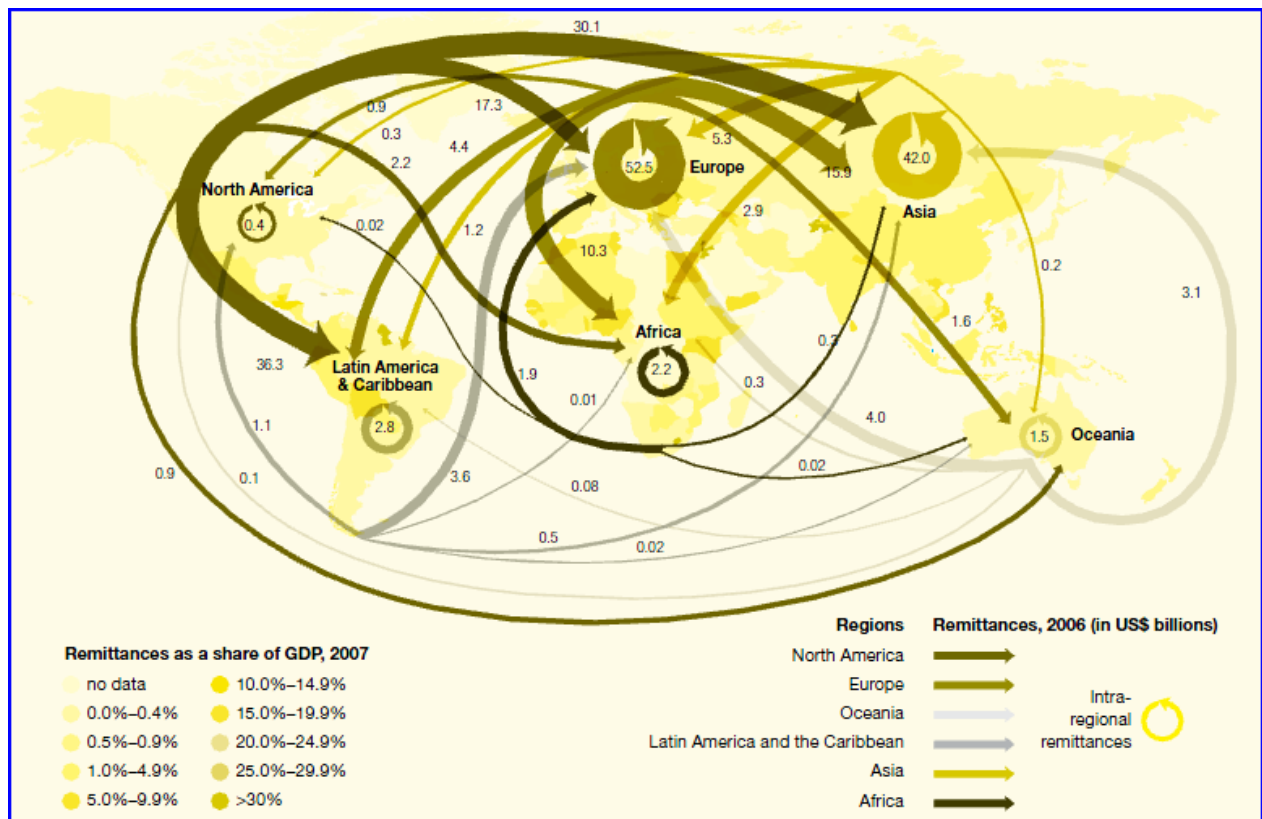 30.1
0.9
17.3
0.3
4.4
2.2
5.3
52.5
Europe
42.0
15.9
North America
Asia
0.4
0.02
1.2
2.9
10.3
0.2
3.1
1.6
Africa
0.3
36.3
Latin America
& Caribbean
2.2
1.9
0.3
0.01
4.0
1.1
2.8
1.5
Oceania
0.9
0.1
3.6
0.08
0.02
0.5
0.02
Remittances as a share of GDP, 2007
no data
0.0%–0.4%
0.5%–0.9%
1.0%–4.9%
5.0%–9.9%
10.0%–14.9%
15.0%–19.9%
20.0%–24.9%
25.0%–29.9%
>30%
Regions Remittances, 2006 (in US$ billions)
North America
Europe
Oceania
Latin America and the Caribbean
Asia
Africa
Intra-
regional
remittances